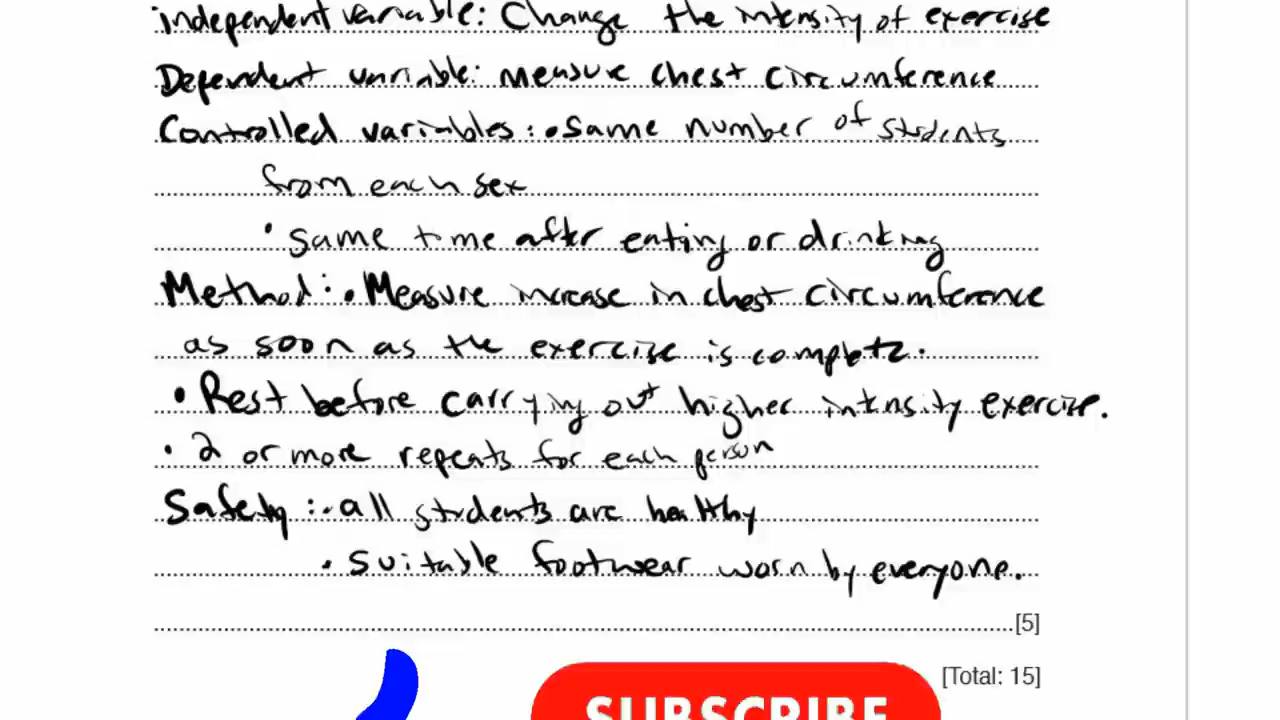 independent variable: Change the intensity of exercise
Dependent variable: measure chest circumference
Controlled variables: • same number of students
from each sex
• same time after eating or drinking
Method: • Measure increase in chest circumference
as soon as the exercise is complete.
• Rest before carrying out higher intensity exercise.
• 2 or more repeats for each person
Safety: • all students are healthy
• suitable footwear worn by everyone.
[5]
[Total: 15]
SUBSCRIBE